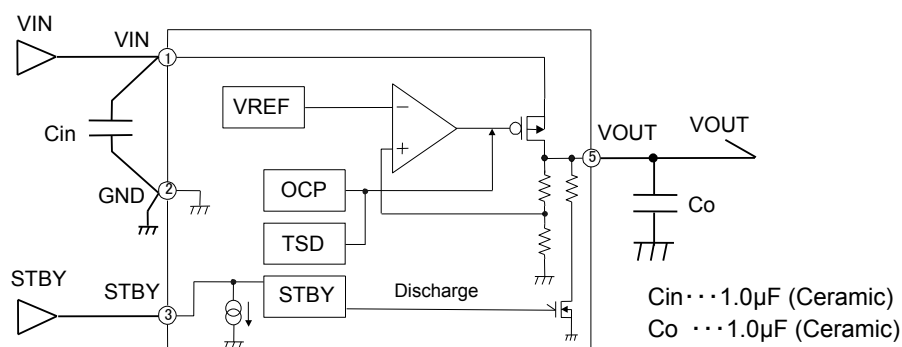 VIN
VIN
1
VREF
−
+
VOUT
VOUT
5
Cin
2
GND
OCP
Co
TSD
STBY
STBY
3
STBY
Discharge
Cin･･･1.0µF (Ceramic)
Co ･･･1.0µF (Ceramic)